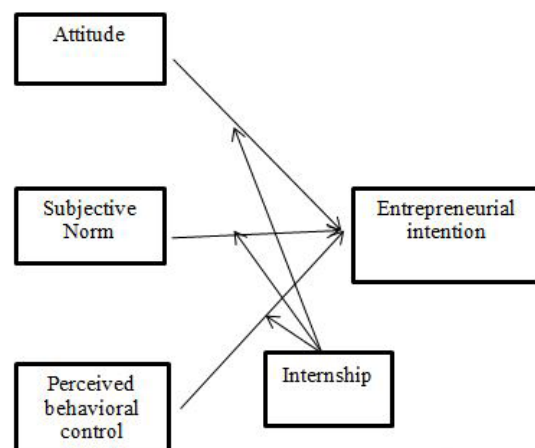 Attitude
Subjective
Norm
Entrepreneurial
intention
Perceived
behavioral
control
Internship